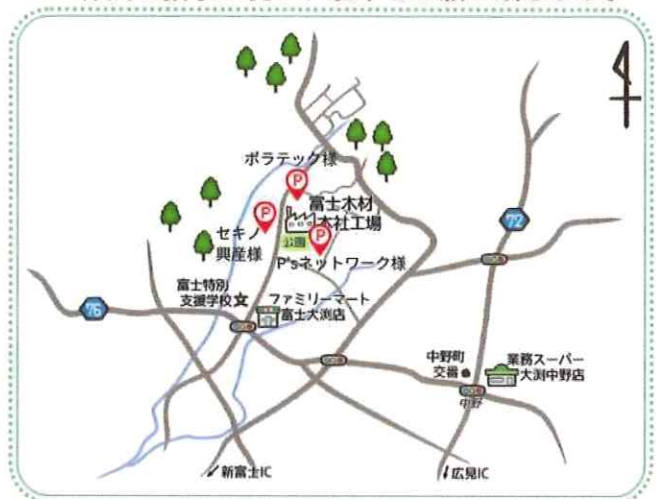 ポラテック様
P
富士木材
本社工場
P
セキノ
興産様
公園
P
P'sネットワーク様
72
富士特別
支援学校
文
ファミリーマート
富士大渕店
76
中野町
交番
業務スーパー
大渕中野店
中野
新富士IC
広見IC